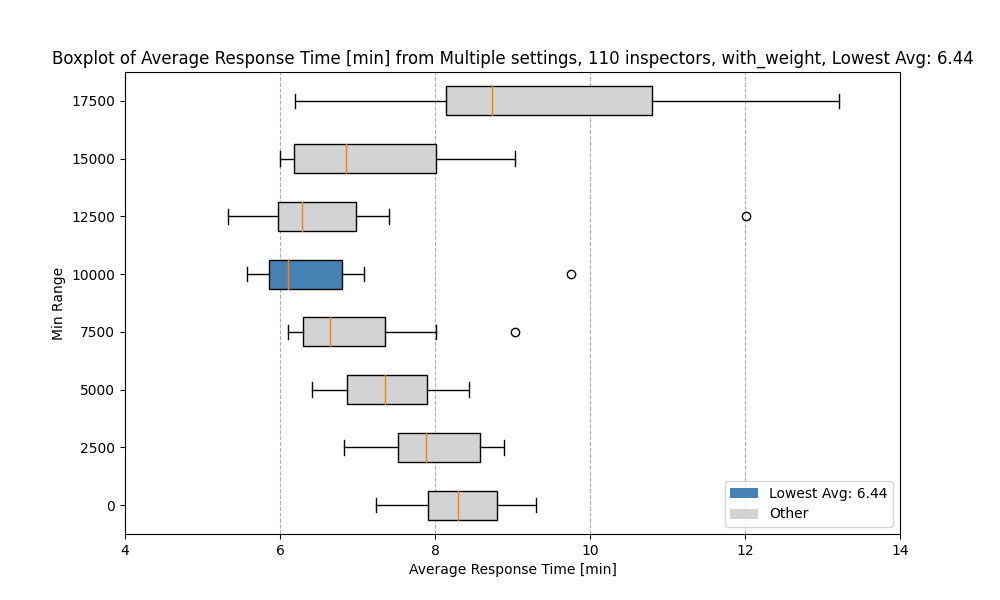 Boxplot of Average Response Time [min] from Multiple settings, 110 inspectors, with_weight, Lowest Avg: 6.44
Min Range
17500
15000
12500
10000
7500
5000
2500
0
Lowest Avg: 6.44
Other
4 6 8 10 12 14
Average Response Time [min]